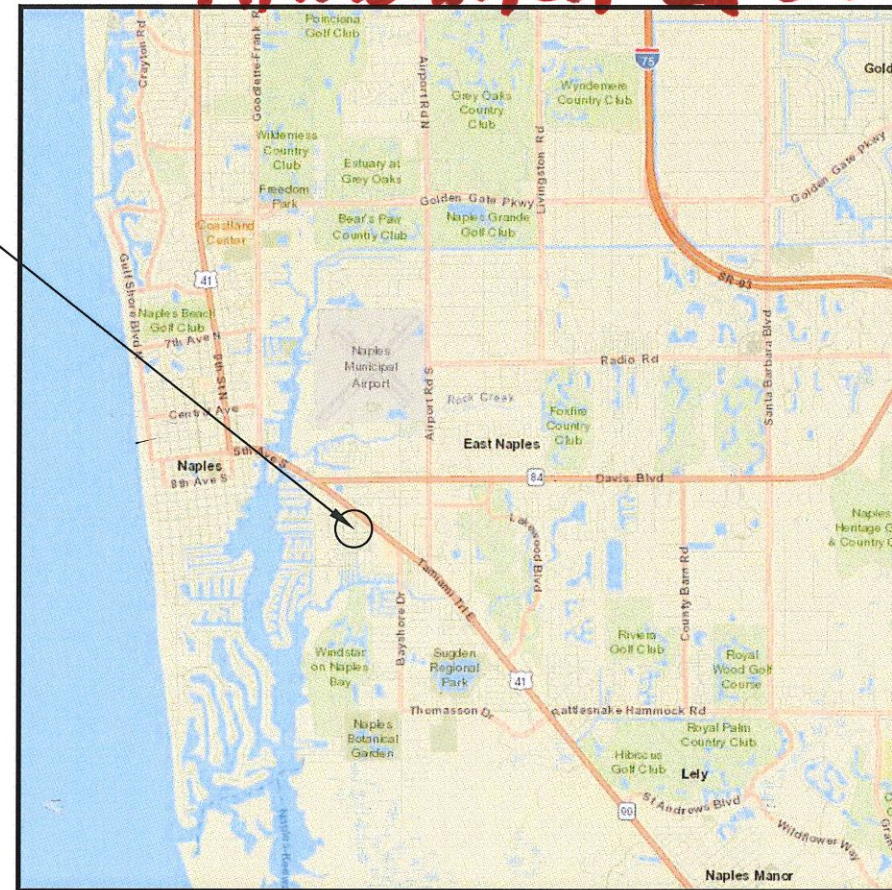 Poinciana
Golf Club
Crayton Rd
Goodlette-Frank R
Airport Rd N
75
Gold
Grey Oaks
Country
Club
Wyndemere
Country Club
Wilderness
Country
Club
Estuary at
Grey Oaks
Livingston Rd
Golden Gate Pkwy
Freedom
Park
Golden Gate Pkwy
Coastland
Center
Bear's Paw
Country Club
Naples Grande
Golf Club
Gulf Shore Blvd N
41
SR-93
Naples Beach
Golf Club
7th Ave N
9th St N
Naples
Municipal
Airport
Airport Rd S
Radio Rd
Santa Barbara Blvd
Rock Creek
Central Ave
Foxfire
Country
Club
East Naples
5th Ave S
Naples
8th Ave S
84
Davis Blvd
Naples
Heritage G
& Country C
Lakewood Blvd
County Barn Rd
Tamiami Trl E
Bayshore Dr
Windstar
on Naples
Bay
Sugden
Regional
Park
Riviera
Golf Club
Royal
Wood Golf
Course
41
Thomasson Dr
Rattlesnake Hammock Rd
Naples
Botanical
Garden
Royal Palm
Country Club
Hibiscus
Golf Club
Lely
St Andrews Blvd
90
Wildflower Way
Gran
Naples Manor